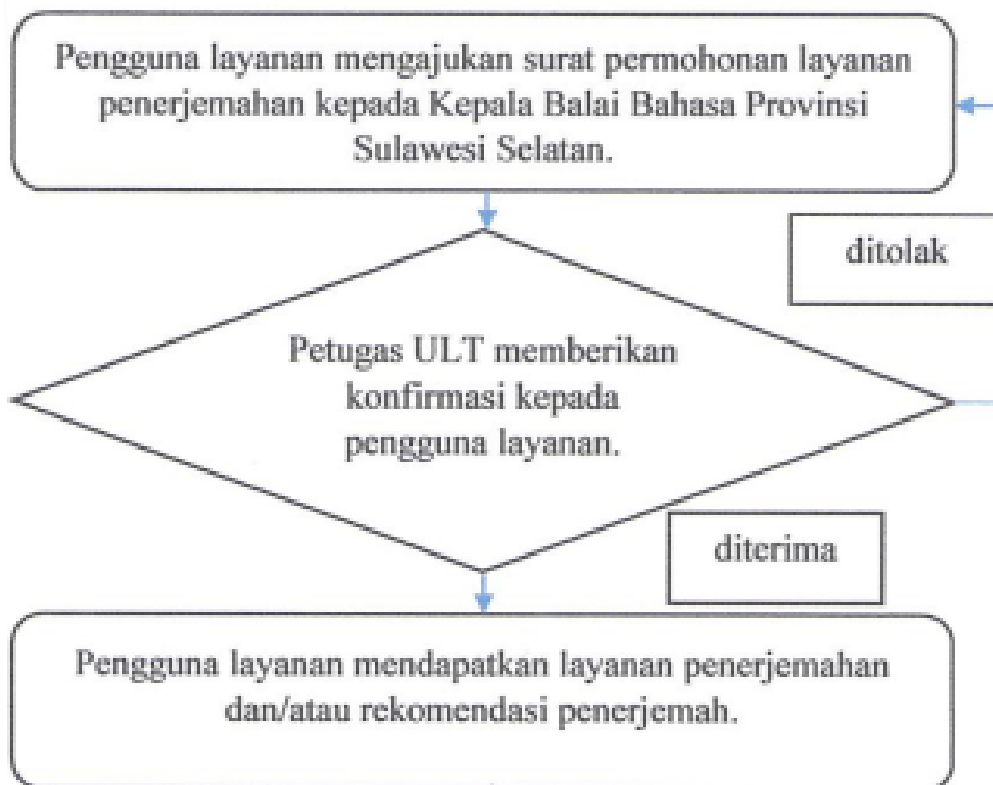 Pengguna layanan mengajukan surat permohonan layanan
penerjemahan kepada Kepala Balai Bahasa Provinsi
Sulawesi Selatan.
ditolak
Petugas ULT memberikan
konfirmasi kepada
pengguna layanan.
diterima
Pengguna layanan mendapatkan layanan penerjemahan
dan/atau rekomendasi penerjemah.